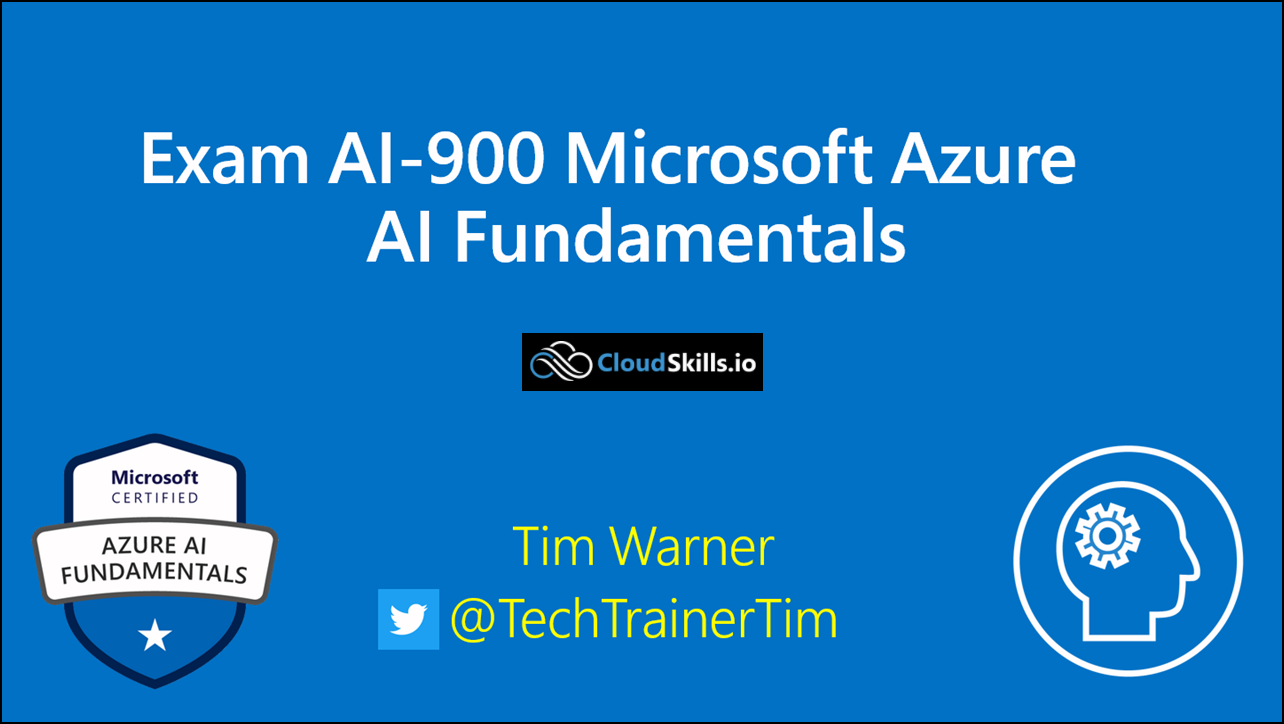 Exam AI-900 Microsoft Azure
AI Fundamentals
CloudSkills.io
Microsoft
CERTIFIED
AZURE AI
FUNDAMENTALS
Tim Warner
@TechTrainerTim